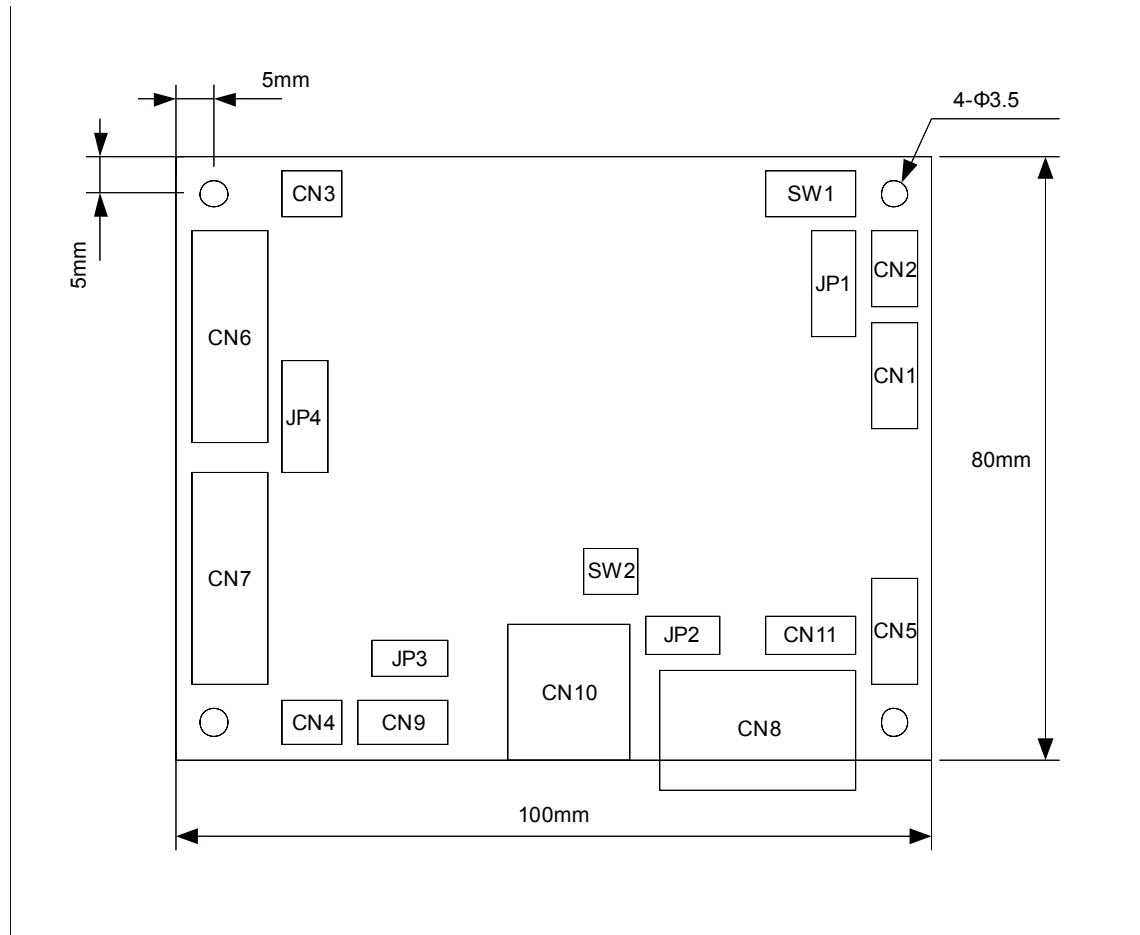 5mm
4-Φ3.5
CN3
SW1
5mm
CN2
JP1
CN6
CN1
JP4
80mm
SW2
CN7
CN5
JP2
CN11
JP3
CN10
CN4
CN9
CN8
100mm